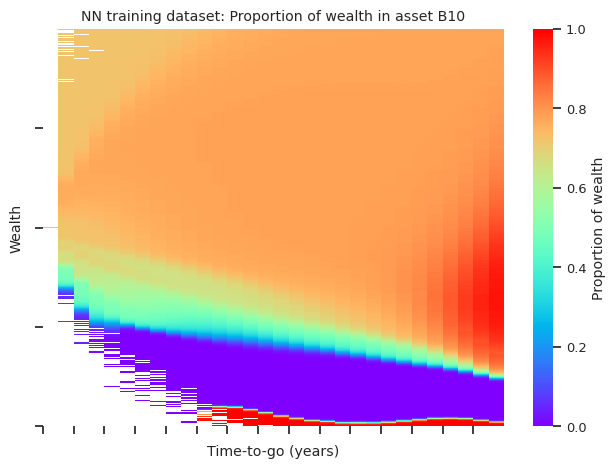 NN training dataset: Proportion of wealth in asset B10
Wealth
Time-to-go (years)
1.0
0.8
0.6
0.4
0.2
0.0
Proportion of wealth